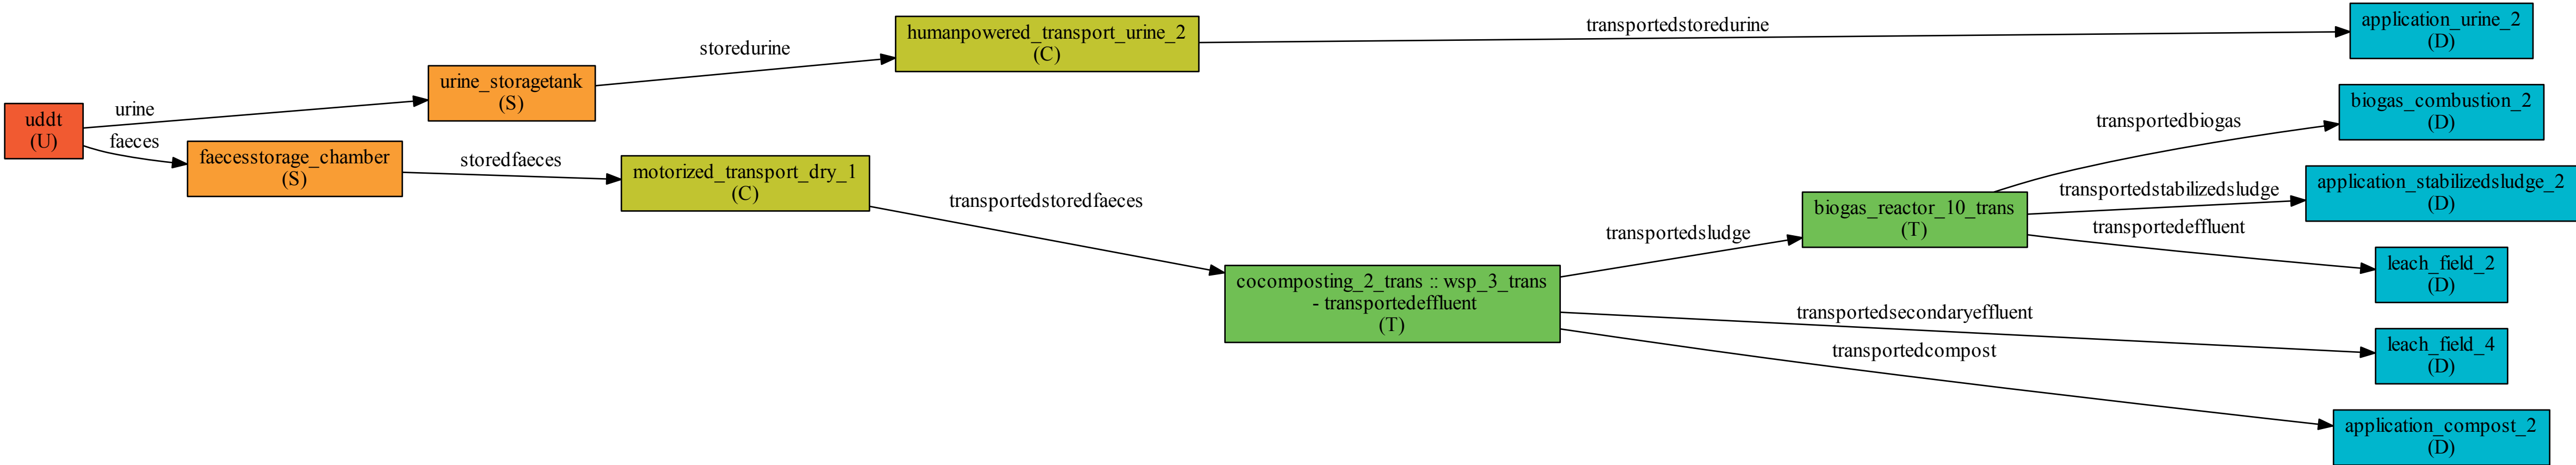 uddt
(U)
urine
faeces
urine_storagetank
(S)
faecesstorage_chamber
(S)
storedurine
storedfaeces
humanpowered_transport_urine_2
(C)
motorized_transport_dry_1
(C)
transportedstoredurine
transportedstoredfaeces
cocomposting_2_trans :: wsp_3_trans
- transportedeffluent
(T)
transportedsludge
transportedsecondaryeffluent
transportedcompost
biogas_reactor_10_trans
(T)
transportedbiogas
transportedstabilizedsludge
transportedeffluent
application_urine_2
(D)
biogas_combustion_2
(D)
application_stabilizedsludge_2
(D)
leach_field_2
(D)
leach_field_4
(D)
application_compost_2
(D)